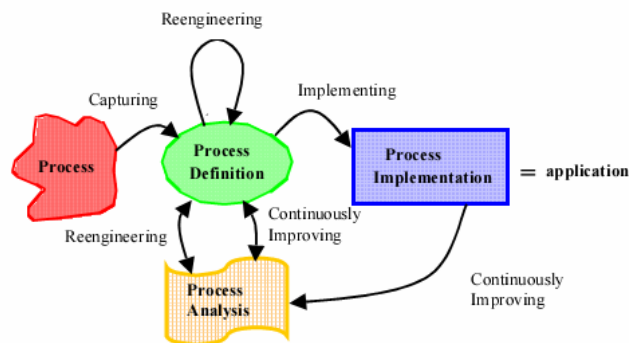 Reengineering
Capturing
Implementing
Process
Process
Definition
Process
Implementation
= application
Reengineering
Continuously
Improving
Process
Analysis
Continuously
Improving